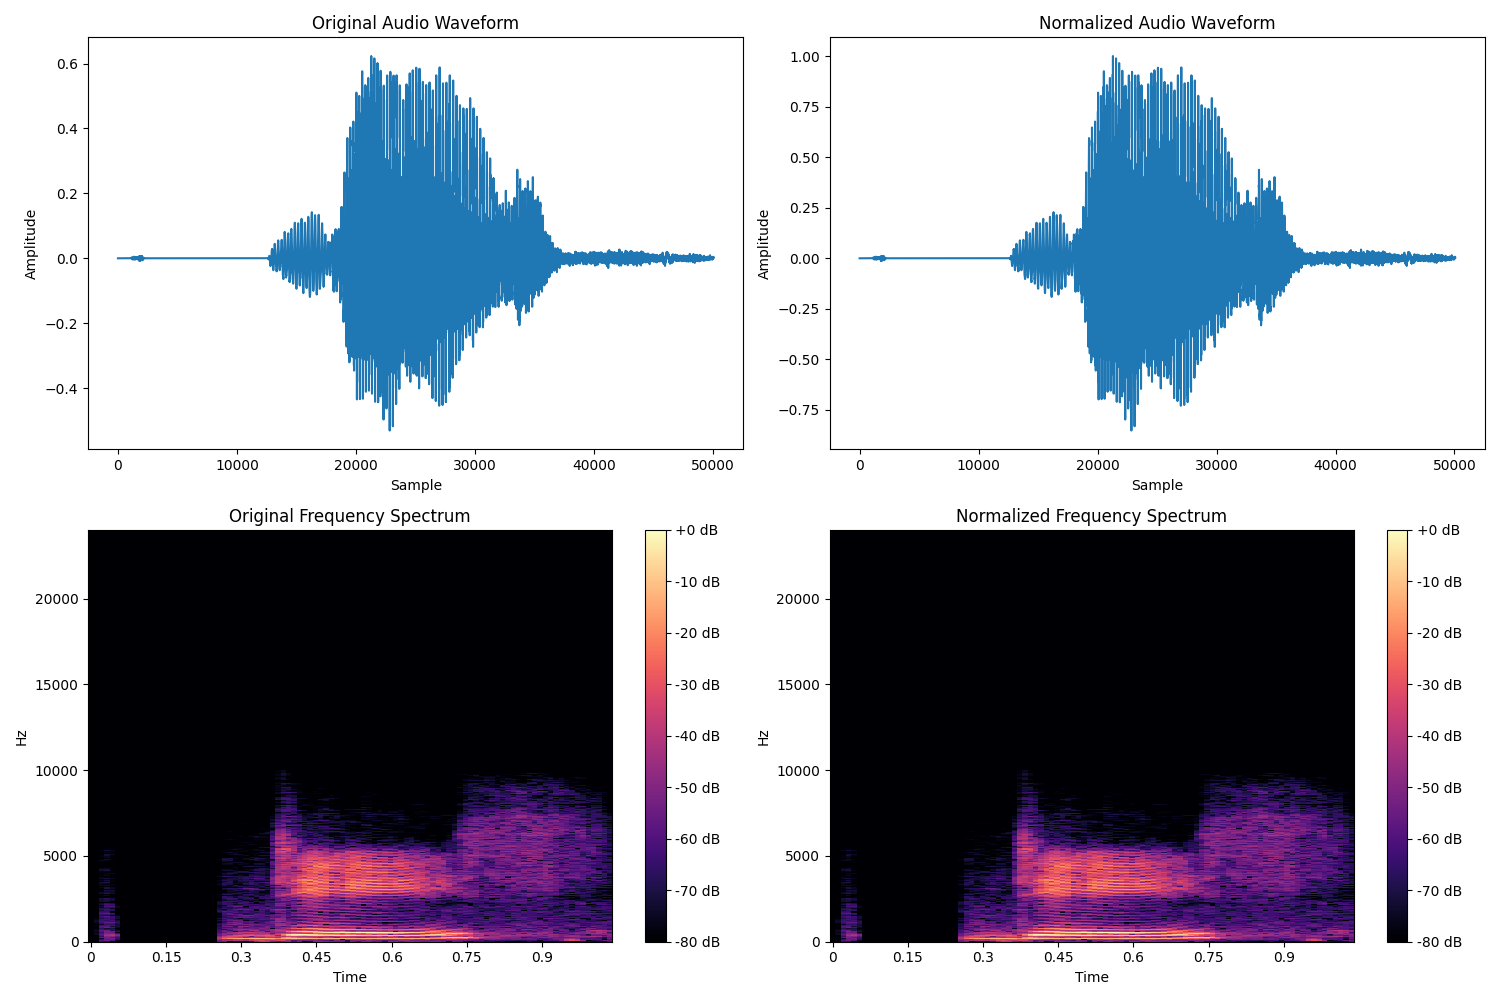 Original Audio Waveform
Amplitude
0.6
0.4
0.2
0.0
−0.2
−0.4
0
10000
20000
30000
40000
50000
Sample
Normalized Audio Waveform
Amplitude
1.00
0.75
0.50
0.25
0.00
−0.25
−0.50
−0.75
0
10000
20000
30000
40000
50000
Sample
Original Frequency Spectrum
Hz
20000
15000
10000
5000
0
0
0.15
0.3
0.45
0.6
0.75
0.9
Time
+0 dB
-10 dB
-20 dB
-30 dB
-40 dB
-50 dB
-60 dB
-70 dB
-80 dB
Normalized Frequency Spectrum
Hz
20000
15000
10000
5000
0
0
0.15
0.3
0.45
0.6
0.75
0.9
Time
+0 dB
-10 dB
-20 dB
-30 dB
-40 dB
-50 dB
-60 dB
-70 dB
-80 dB